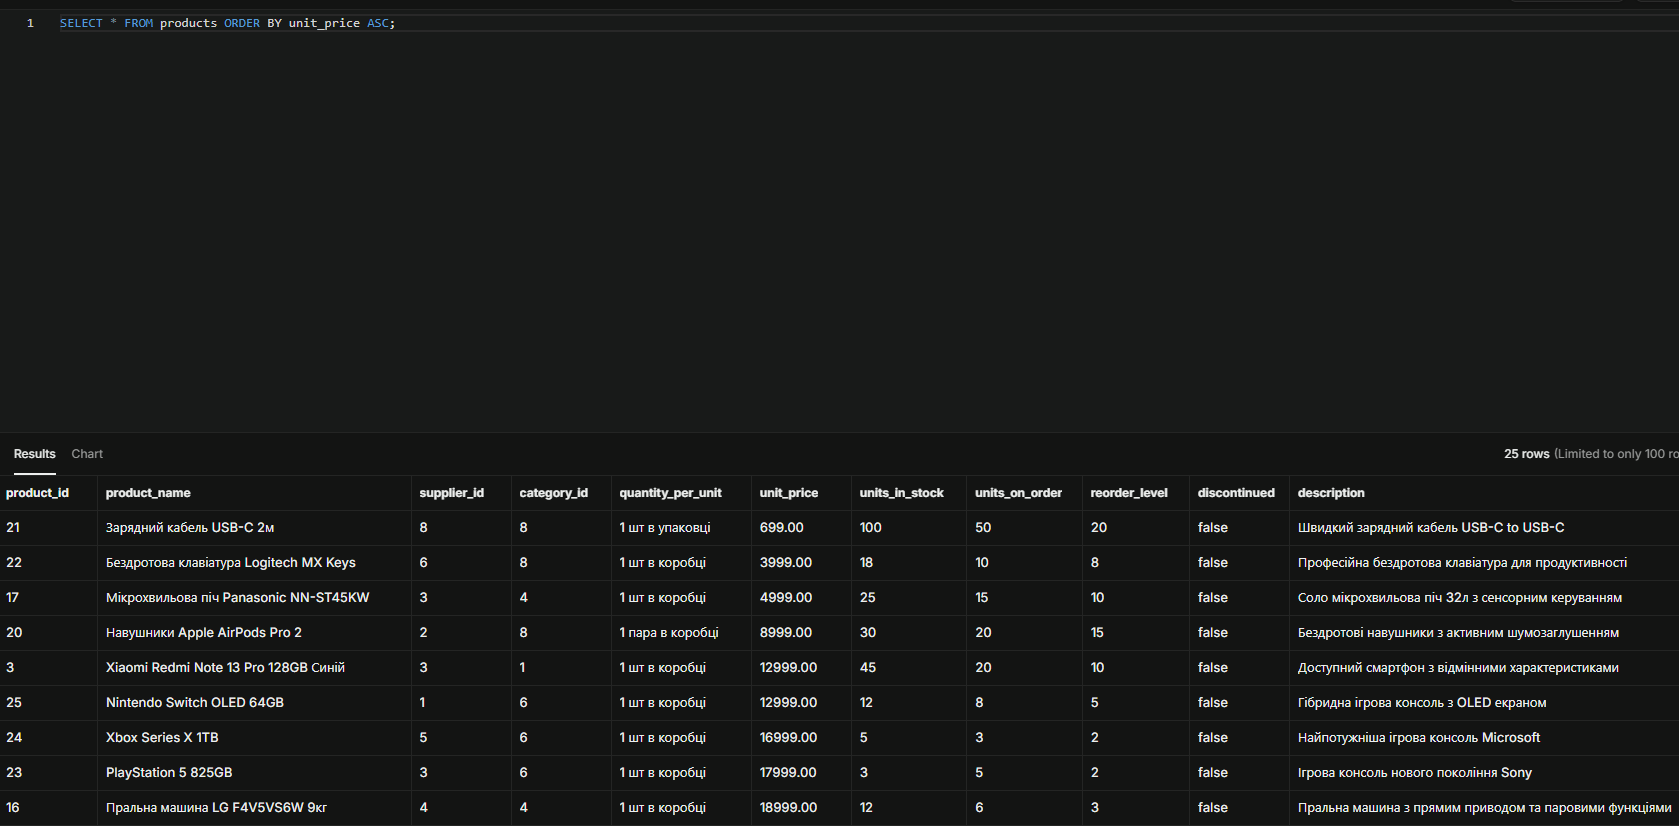 1 SELECT * FROM products ORDER BY unit_price ASC;
Results Chart 25 rows (Limited to only 100 ro
product_id product_name supplier_id category_id quantity_per_unit unit_price units_in_stock units_on_order reorder_level discontinued description
21 Зарядний кабель USB-C 2м 8 8 1 шт в упаковці 699.00 100 50 20 false Швидкий зарядний кабель USB-C to USB-C
22 Бездротова клавіатура Logitech MX Keys 6 8 1 шт в коробці 3999.00 18 10 8 false Професійна бездротова клавіатура для продуктивності
17 Мікрохвильова піч Panasonic NN-ST45KW 3 4 1 шт в коробці 4999.00 25 15 10 false Соло мікрохвильова піч 32л з сенсорним керуванням
20 Навушники Apple AirPods Pro 2 2 8 1 пара в коробці 8999.00 30 20 15 false Бездротові навушники з активним шумозаглушенням
3 Xiaomi Redmi Note 13 Pro 128GB Синій 3 1 1 шт в коробці 12999.00 45 20 10 false Доступний смартфон з відмінними характеристиками
25 Nintendo Switch OLED 64GB 1 6 1 шт в коробці 12999.00 12 8 5 false Гібридна ігрова консоль з OLED екраном
24 Xbox Series X 1TB 5 6 1 шт в коробці 16999.00 5 3 2 false Найпотужніша ігрова консоль Microsoft
23 PlayStation 5 825GB 3 6 1 шт в коробці 17999.00 3 5 2 false Ігрова консоль нового покоління Sony
16 Пральна машина LG F4V5VS6W 9кг 4 4 1 шт в коробці 18999.00 12 6 3 false Пральна машина з прямим приводом та паровими функціями